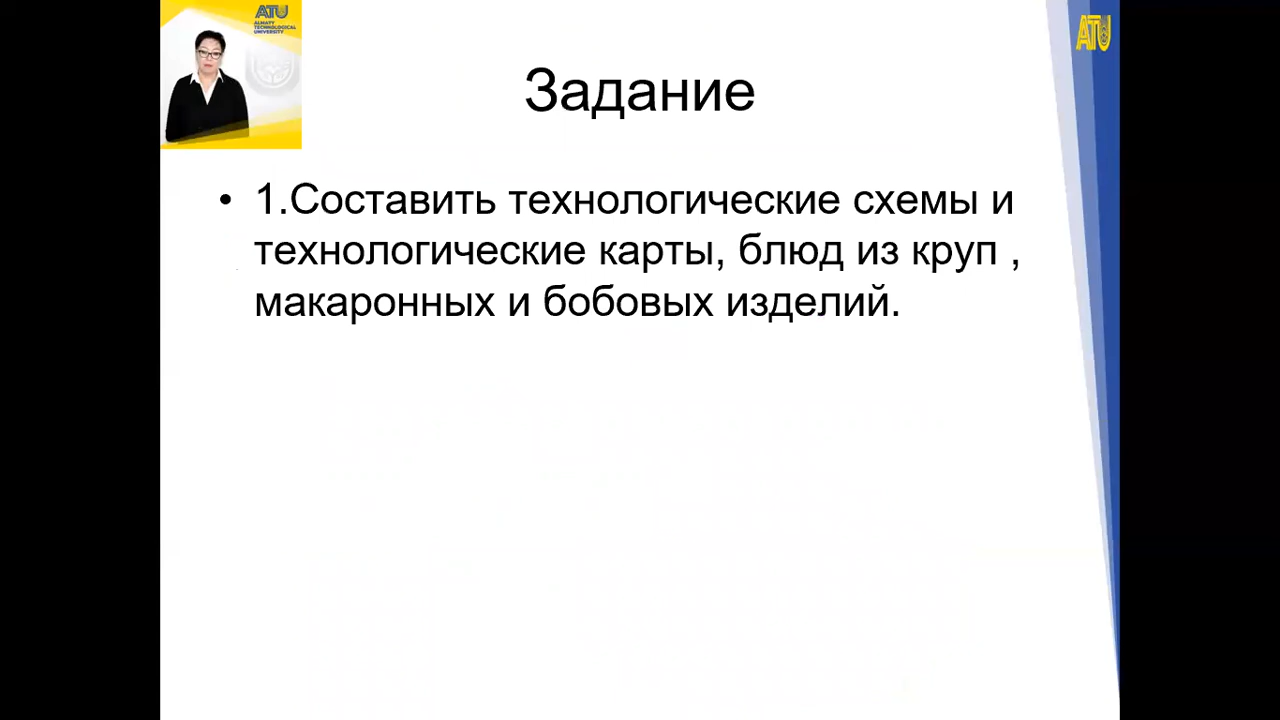 ATU
ALMATY
TECHNOLOGICAL
UNIVERSITY
ATU
Задание
• 1.Составить технологические схемы и
технологические карты, блюд из круп ,
макаронных и бобовых изделий.